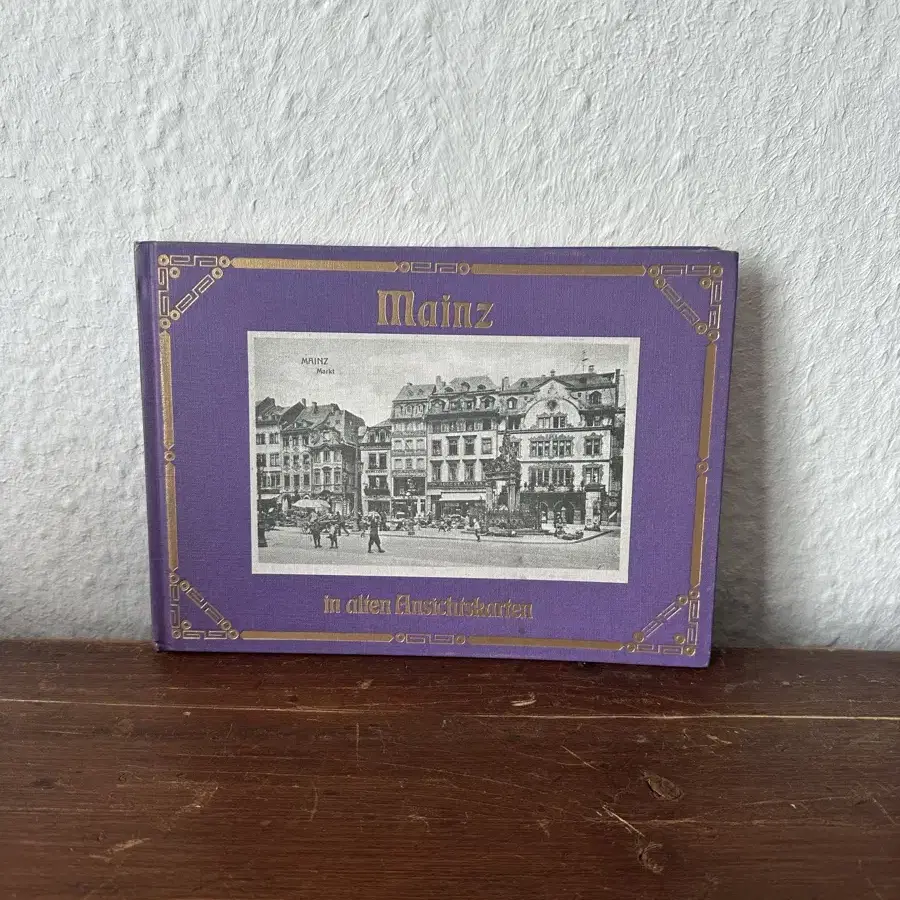 Mainz
MAINZ
Markt
in alten Ansichtskarten